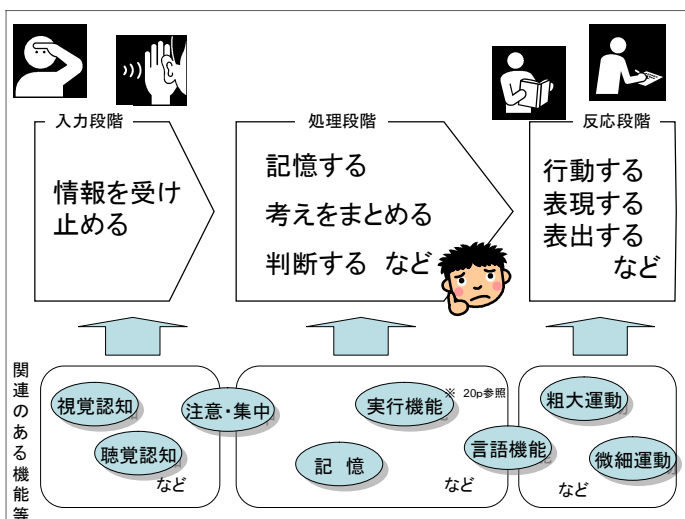 入力段階
情報を受け
止める
処理段階
記憶する
考えをまとめる
判断する など
反応段階
行動する
表現する
表出する
など
関連のある機能等
視覚認知
聴覚認知
など
注意・集中
実行機能
※ 20p参照
記 憶
など
言語機能
粗大運動
微細運動
など